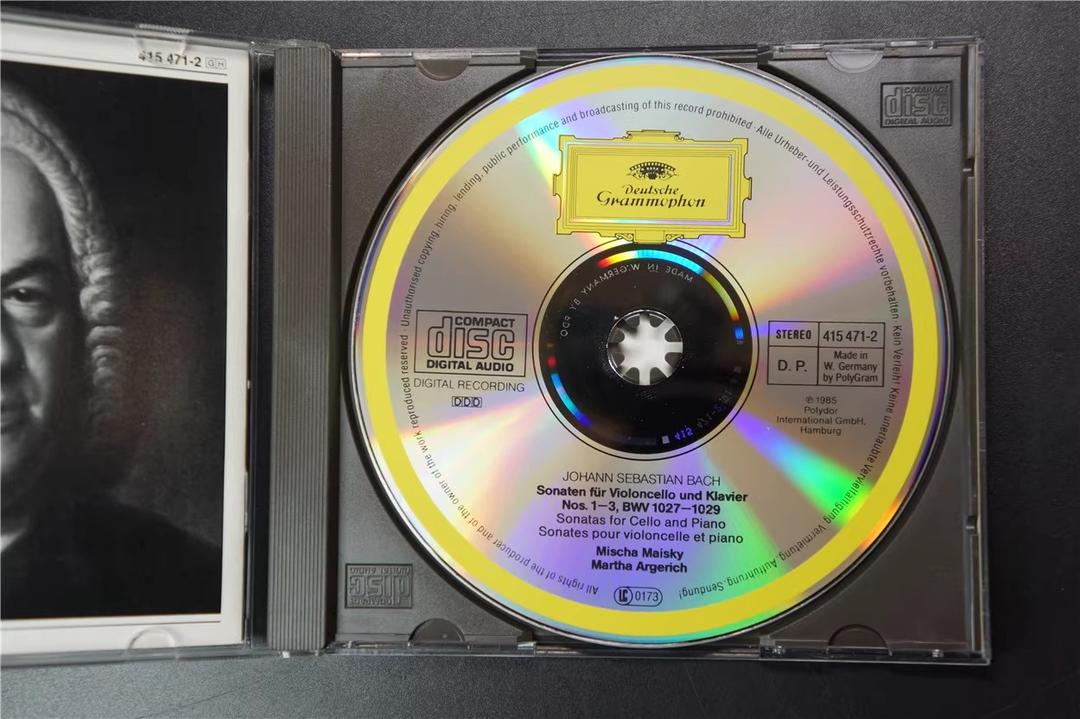 415 471-2 GH
COMPACT
disc
DIGITAL AUDIO
All rights of the producer and of the owner of the work reproduced reserved · Unauthorised copying, hiring, lending, public performance and broadcasting of this record prohibited · Alle Urheber- und Leistungsschutzrechte vorbehalten · Kein Verleih! Keine unerlaubte Vervielfältigung, Vermietung, Aufführung, Sendung!
Deutsche
Grammophon
MADE IN W. GERMANY BY PDO
COMPACT
disc
DIGITAL AUDIO
DIGITAL RECORDING
DDD
STEREO
415 471-2
D. P.
Made in
W. Germany
by PolyGram
℗ 1985
Polydor
International GmbH,
Hamburg
JOHANN SEBASTIAN BACH
Sonaten für Violoncello und Klavier
Nos. 1–3, BWV 1027–1029
Sonatas for Cello and Piano
Sonates pour violoncelle et piano
Mischa Maisky
Martha Argerich
LC 0173
COMPACT
disc
DIGITAL AUDIO